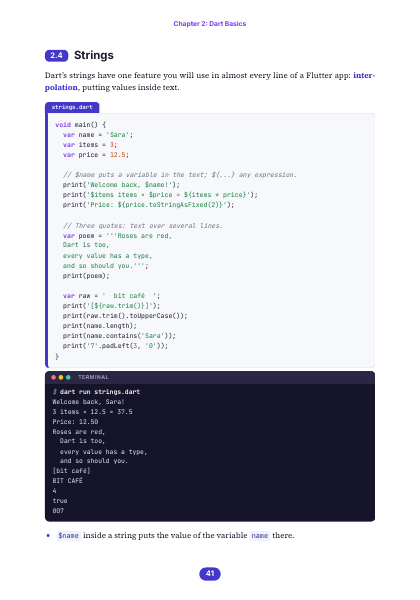 Chapter 2: Dart Basics
2.4 Strings
Dart's strings have one feature you will use in almost every line of a Flutter app: inter-
polation, putting values inside text.
strings.dart
void main() {
  var name = 'Sara';
  var items = 3;
  var price = 12.5;

  // $name puts a variable in the text; ${...} any expression.
  print('Welcome back, $name!');
  print('$items items × $price = ${items * price}');
  print('Price: ${price.toStringAsFixed(2)}');

  // Three quotes: text over several lines.
  var poem = '''Roses are red,
  Dart is too,
  every value has a type,
  and so should you.''';
  print(poem);

  var raw = '  bit café  ';
  print('[${raw.trim()}]');
  print(raw.trim().toUpperCase());
  print(name.length);
  print(name.contains('Sara'));
  print('7'.padLeft(3, '0'));
}
TERMINAL
$ dart run strings.dart
Welcome back, Sara!
3 items × 12.5 = 37.5
Price: 12.50
Roses are red,
  Dart is too,
  every value has a type,
  and so should you.
[bit café]
BIT CAFÉ
4
true
007
• $name inside a string puts the value of the variable name there.
41